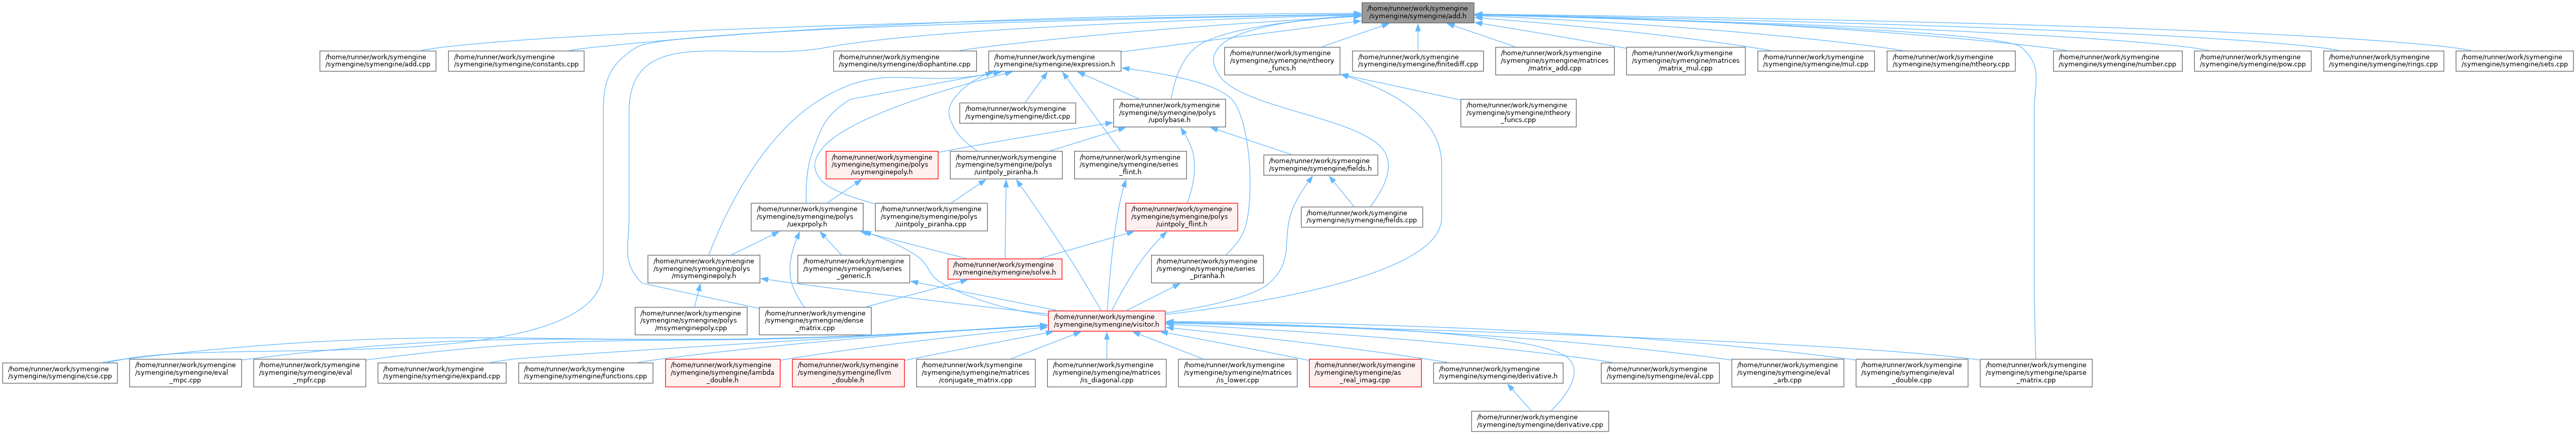 /home/runner/work/symengine
/symengine/symengine/add.h
/home/runner/work/symengine
/symengine/symengine/add.cpp
/home/runner/work/symengine
/symengine/symengine/constants.cpp
/home/runner/work/symengine
/symengine/symengine/diophantine.cpp
/home/runner/work/symengine
/symengine/symengine/expression.h
/home/runner/work/symengine
/symengine/symengine/ntheory
_funcs.h
/home/runner/work/symengine
/symengine/symengine/finitediff.cpp
/home/runner/work/symengine
/symengine/symengine/matrices
/matrix_add.cpp
/home/runner/work/symengine
/symengine/symengine/matrices
/matrix_mul.cpp
/home/runner/work/symengine
/symengine/symengine/mul.cpp
/home/runner/work/symengine
/symengine/symengine/ntheory.cpp
/home/runner/work/symengine
/symengine/symengine/number.cpp
/home/runner/work/symengine
/symengine/symengine/pow.cpp
/home/runner/work/symengine
/symengine/symengine/rings.cpp
/home/runner/work/symengine
/symengine/symengine/sets.cpp
/home/runner/work/symengine
/symengine/symengine/dict.cpp
/home/runner/work/symengine
/symengine/symengine/polys
/upolybase.h
/home/runner/work/symengine
/symengine/symengine/ntheory
_funcs.cpp
/home/runner/work/symengine
/symengine/symengine/polys
/usymenginepoly.h
/home/runner/work/symengine
/symengine/symengine/polys
/uintpoly_piranha.h
/home/runner/work/symengine
/symengine/symengine/series
_flint.h
/home/runner/work/symengine
/symengine/symengine/fields.h
/home/runner/work/symengine
/symengine/symengine/polys
/uexprpoly.h
/home/runner/work/symengine
/symengine/symengine/polys
/uintpoly_piranha.cpp
/home/runner/work/symengine
/symengine/symengine/polys
/uintpoly_flint.h
/home/runner/work/symengine
/symengine/symengine/fields.cpp
/home/runner/work/symengine
/symengine/symengine/polys
/msymenginepoly.h
/home/runner/work/symengine
/symengine/symengine/series
_generic.h
/home/runner/work/symengine
/symengine/symengine/solve.h
/home/runner/work/symengine
/symengine/symengine/series
_piranha.h
/home/runner/work/symengine
/symengine/symengine/polys
/msymenginepoly.cpp
/home/runner/work/symengine
/symengine/symengine/dense
_matrix.cpp
/home/runner/work/symengine
/symengine/symengine/visitor.h
/home/runner/work/symengine
/symengine/symengine/cse.cpp
/home/runner/work/symengine
/symengine/symengine/eval
_mpc.cpp
/home/runner/work/symengine
/symengine/symengine/eval
_mpfr.cpp
/home/runner/work/symengine
/symengine/symengine/expand.cpp
/home/runner/work/symengine
/symengine/symengine/functions.cpp
/home/runner/work/symengine
/symengine/symengine/lambda
_double.h
/home/runner/work/symengine
/symengine/symengine/llvm
_double.h
/home/runner/work/symengine
/symengine/symengine/matrices
/conjugate_matrix.cpp
/home/runner/work/symengine
/symengine/symengine/matrices
/is_diagonal.cpp
/home/runner/work/symengine
/symengine/symengine/matrices
/is_lower.cpp
/home/runner/work/symengine
/symengine/symengine/as
_real_imag.cpp
/home/runner/work/symengine
/symengine/symengine/derivative.h
/home/runner/work/symengine
/symengine/symengine/eval.cpp
/home/runner/work/symengine
/symengine/symengine/eval
_arb.cpp
/home/runner/work/symengine
/symengine/symengine/eval
_double.cpp
/home/runner/work/symengine
/symengine/symengine/sparse
_matrix.cpp
/home/runner/work/symengine
/symengine/symengine/derivative.cpp